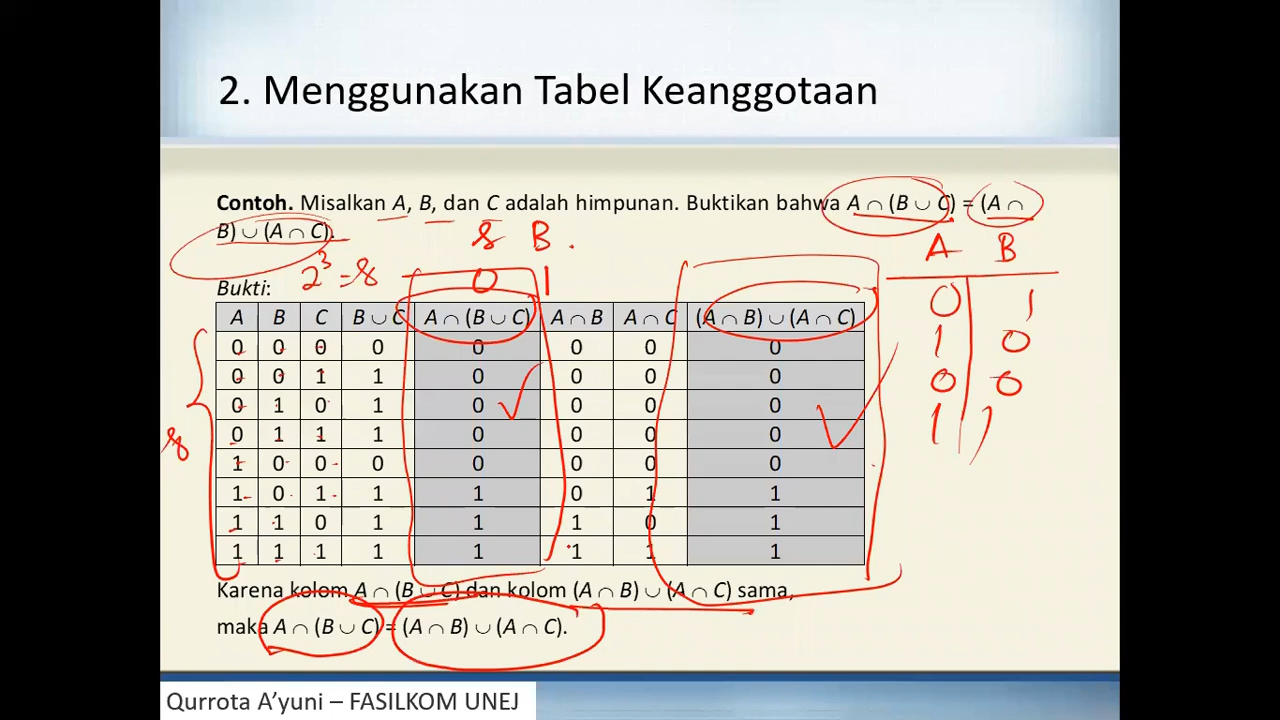 2. Menggunakan Tabel Keanggotaan
Contoh. Misalkan A, B, dan C adalah himpunan. Buktikan bahwa A ∩ (B ∪ C) = (A ∩
B) ∪ (A ∩ C).
B .
A B
2³ = 8
0 1
Bukti:
0 1
1 0
0 0
1 1
A B C B ∪ C A ∩ (B ∪ C) A ∩ B A ∩ C (A ∩ B) ∪ (A ∩ C)
0 0 0 0 0 0 0 0
0 0 1 1 0 0 0 0
0 1 0 1 0 0 0 0
0 1 1 1 0 0 0 0
1 0 0 0 0 0 0 0
1 0 1 1 1 0 1 1
1 1 0 1 1 1 0 1
1 1 1 1 1 1 1 1
8
Karena kolom A ∩ (B ∪ C) dan kolom (A ∩ B) ∪ (A ∩ C) sama,
maka A ∩ (B ∪ C) = (A ∩ B) ∪ (A ∩ C).
Qurrota A’yuni – FASILKOM UNEJ